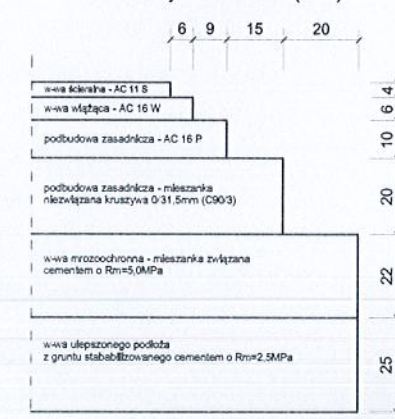 6 9 15 20
w-wa ścieralna - AC 11 S
4
w-wa wiążąca - AC 16 W
6
podbudowa zasadnicza - AC 16 P
10
podbudowa zasadnicza - mieszanka
niezwiązana kruszywa 0/31,5mm (C90/3)
20
w-wa mrozoochronna - mieszanka związana
cementem o Rm=5,0MPa
22
w-wa ulepszonego podłoża
z gruntu stababilizowanego cementem o Rm=2,5MPa
25